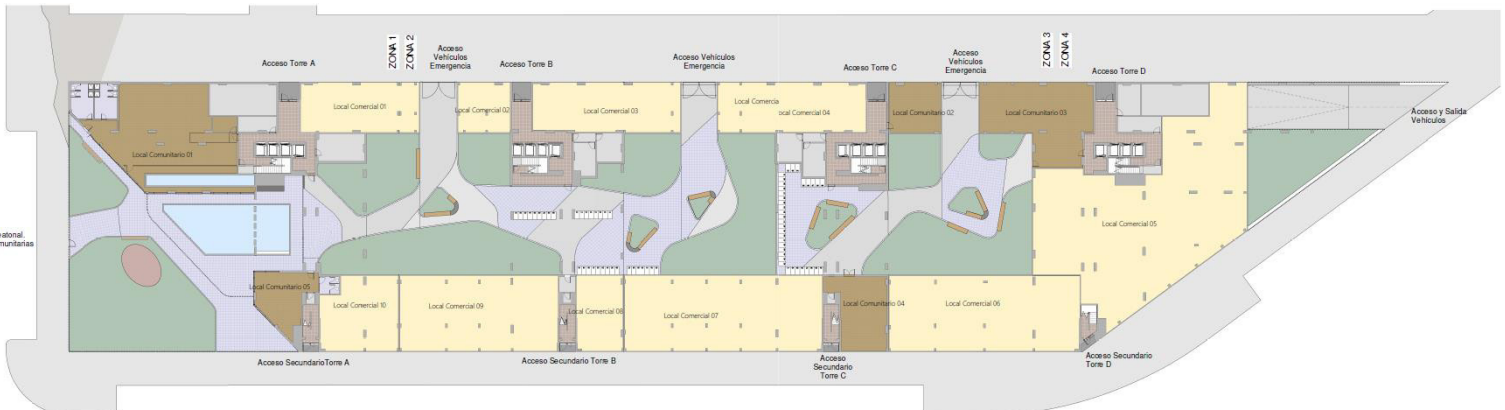 Acceso Torre A
ZONA 1
ZONA 2
Acceso
Vehículos
Emergencia
Acceso Torre B
Acceso Vehículos
Emergencia
Acceso Torre C
Acceso
Vehículos
Emergencia
ZONA 3
ZONA 4
Acceso Torre D
Acceso y Salida
Vehículos
Local Comercial 01
Local Comercial 02
Local Comercial 03
Local Comercia
Local Comercial 04
Local Comunitario 02
Local Comunitario 03
Local Comunitario 01
Local Comercial 05
eatonal.
munitarias
Local Comunitario 05
Local Comercial 10
Local Comercial 09
Local Comercial 08
Local Comercial 07
Local Comunitario 04
Local Comercial 06
Acceso SecundarioTorre A
Acceso Secundario Torre B
Acceso
Secundario
Torre C
Acceso Secundario
Torre D